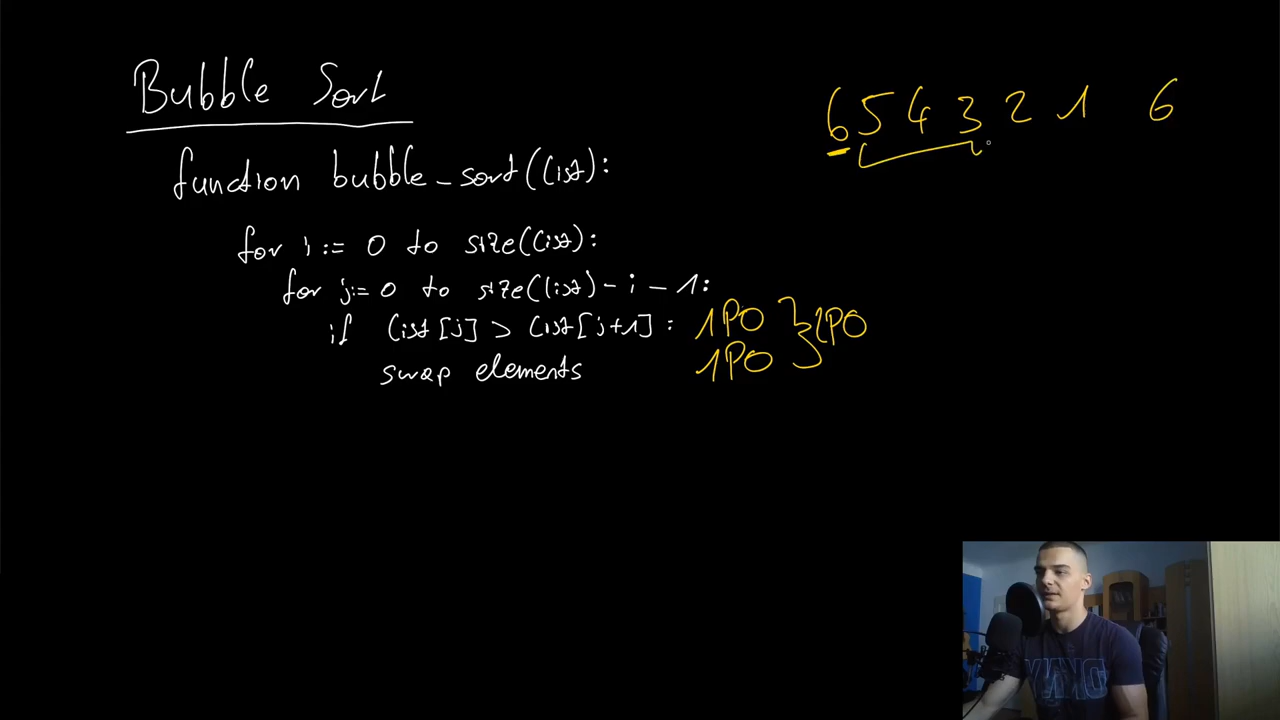 Bubble Sort
6 5 4 3 2 1 6
function bubble_sort(list):
for i := 0 to size(list):
for j:=0 to size(list) - i - 1:
if list[j] > list[j+1] : 1PO
2PO
swap elements 1PO